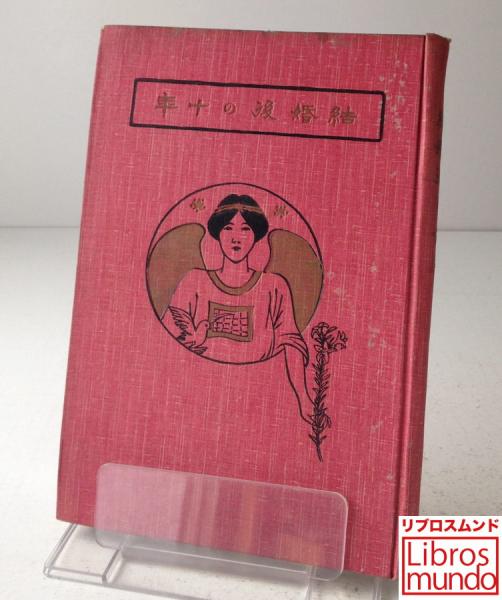 年十の後婚結
リブロスムンド
Libros
mundo